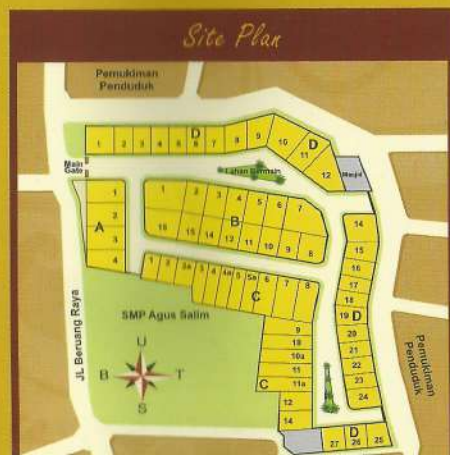 Site Plan
Pemukiman
Penduduk
1 2 3 4 5 6 7 8 9 10 11 12
D
D
Masjid
Main
Gate
Lahan Bermain
A
1
2
3
4
B
1 2 3 4 5 6 7
16 15 14 12 11 10 9 8
C
1 2 3 4 5 6 7 8
9
10
10a
11
11a
C
12
14
14
15
16
17
18
19 D
20
21
22
23
24
D
27 26 25
SMP Agus Salim
JL Beruang Raya
U
B T
S
Pemukiman
Penduduk